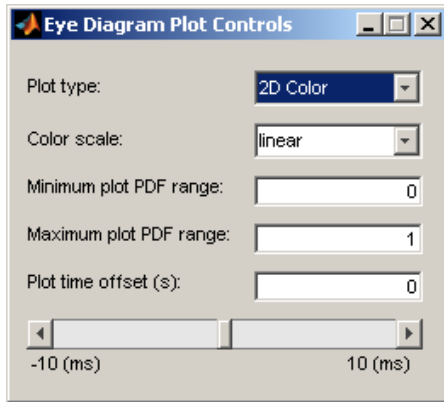 Eye Diagram Plot Controls
Plot type: 2D Color
Color scale: linear
Minimum plot PDF range: 0
Maximum plot PDF range: 1
Plot time offset (s): 0
-10 (ms) 10 (ms)